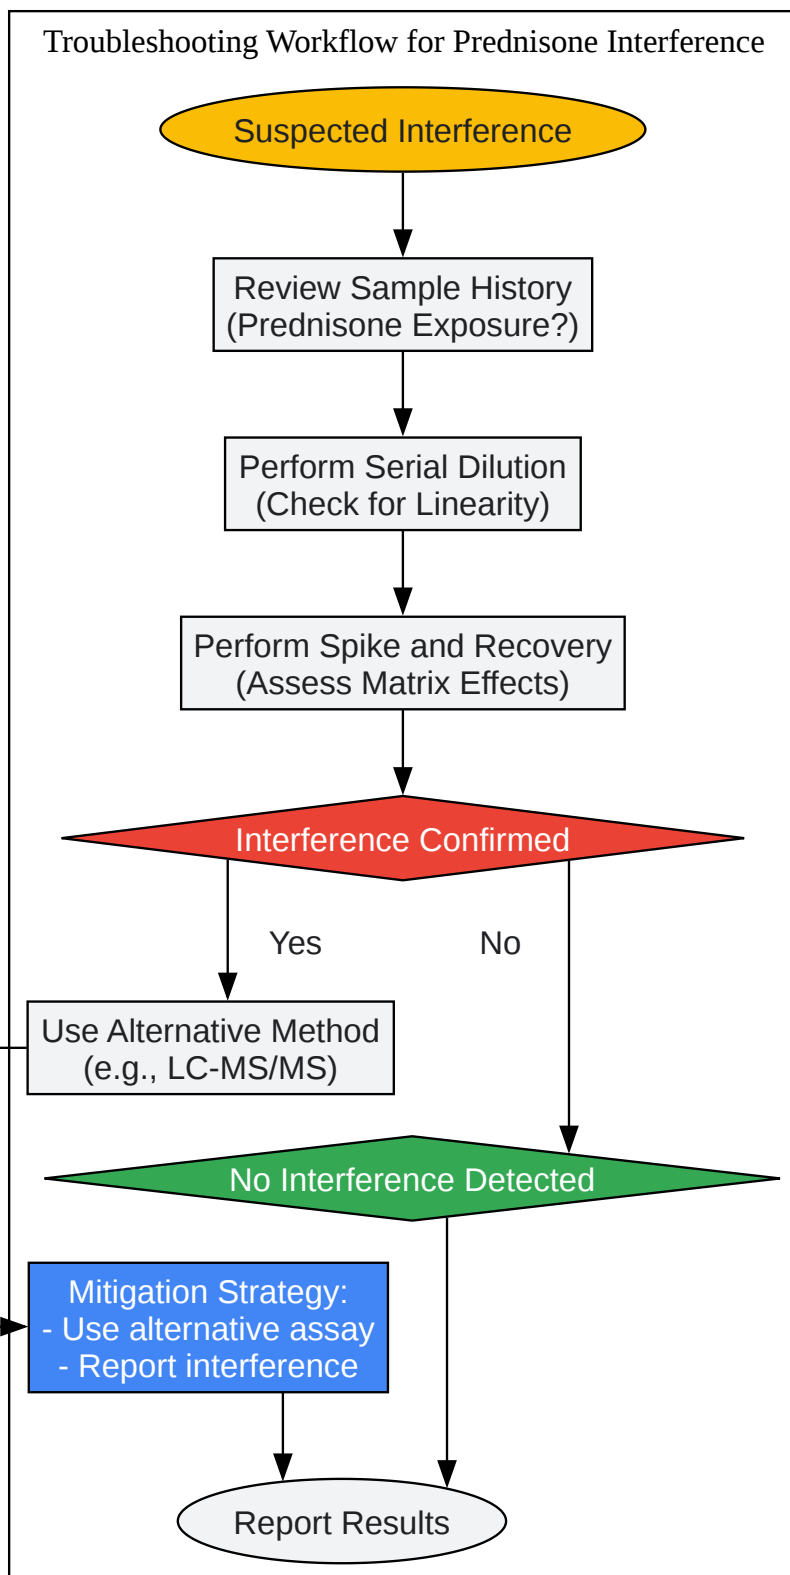 Troubleshooting Workflow for Prednisone Interference
Suspected Interference
Review Sample History
(Prednisone Exposure?)
Perform Serial Dilution
(Check for Linearity)
Perform Spike and Recovery
(Assess Matrix Effects)
Interference Confirmed
Yes
No
Use Alternative Method
(e.g., LC-MS/MS)
No Interference Detected
Mitigation Strategy:
- Use alternative assay
- Report interference
Report Results